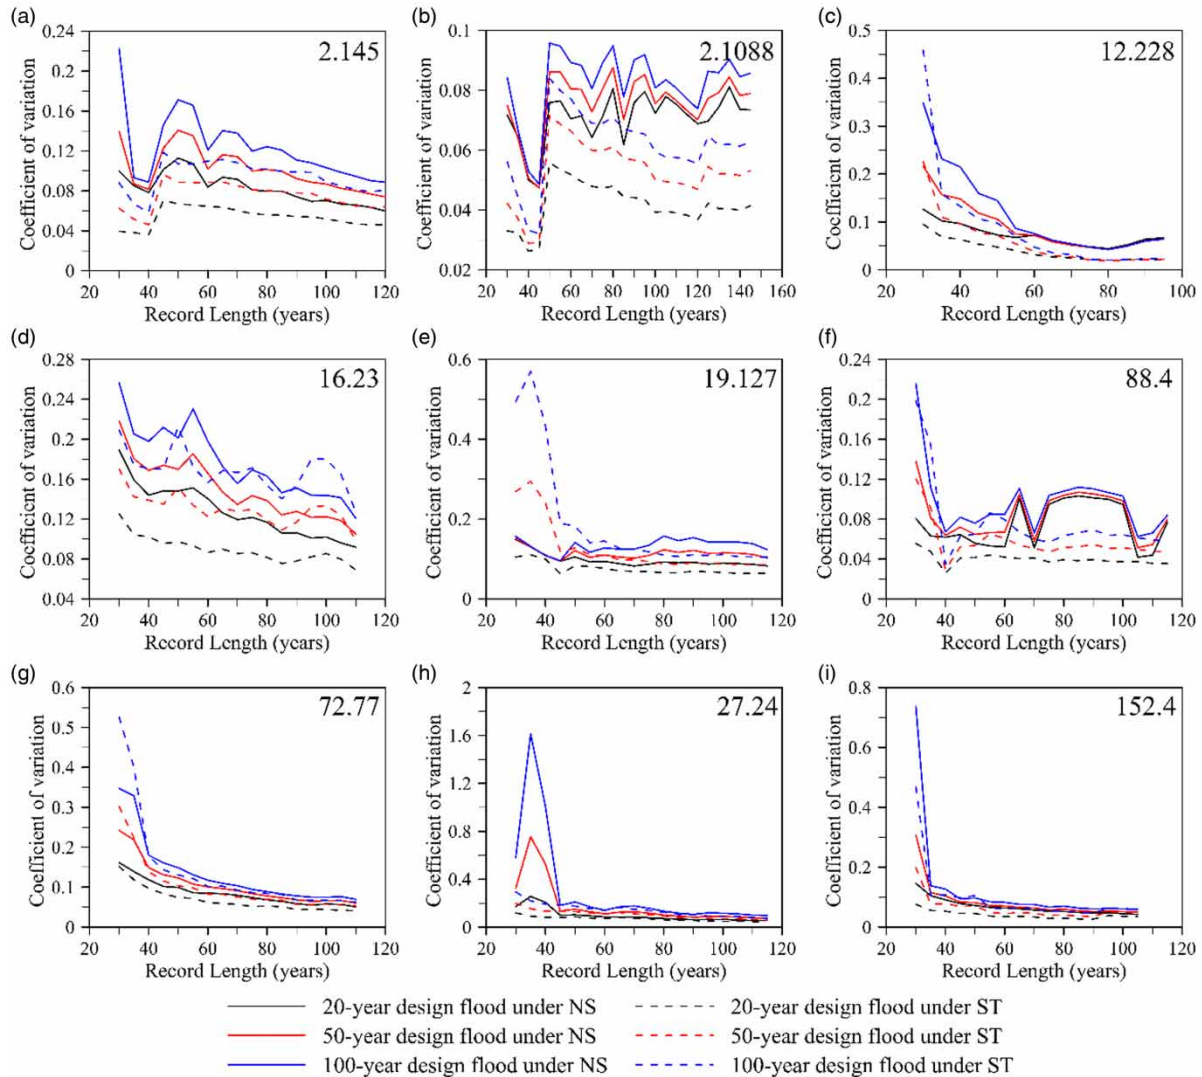 (a) (b) (c)
0.24 0.1 0.5
2.145 2.1088 12.228
0.2 0.4
0.08
0.16 0.3
0.12 0.06
0.2
0.08 0.04
0.04 0.1
0 0.02 0
Coefficient of variation Coefficient of variation Coefficient of variation
20 40 60 80 100 120 20 40 60 80 100 120 140 160 20 40 60 80 100
Record Length (years) Record Length (years) Record Length (years)
(d) (e) (f)
0.28 0.6 0.24
16.23 19.127 88.4
0.24 0.2
0.2 0.4 0.16
0.16 0.12
0.12 0.2 0.08
0.08 0.04
0.04 0 0
Coefficient of variation Coefficient of variation Coefficient of variation
20 40 60 80 100 120 20 40 60 80 100 120 20 40 60 80 100 120
Record Length (years) Record Length (years) Record Length (years)
(g) (h) (i)
0.6 2 0.8
72.77 27.24 152.4
0.5 1.6
0.4 0.6
0.3 1.2 0.4
0.2 0.8
0.1 0.4 0.2
0 0 0
Coefficient of variation Coefficient of variation Coefficient of variation
20 40 60 80 100 120 20 40 60 80 100 120 20 40 60 80 100 120
Record Length (years) Record Length (years) Record Length (years)
20-year design flood under NS 20-year design flood under ST
50-year design flood under NS 50-year design flood under ST
100-year design flood under NS 100-year design flood under ST